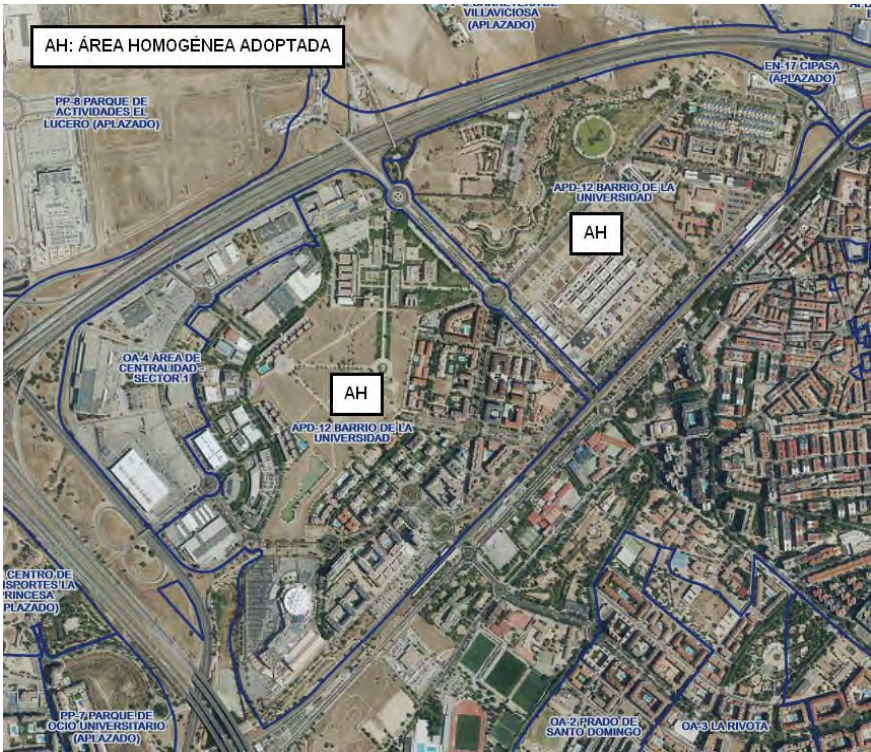 VILLAVICIOSA
(APLAZADO)
AH: ÁREA HOMOGÉNEA ADOPTADA
EN-17 CIPASA
(APLAZADO)
PP-8 PARQUE DE
ACTIVIDADES EL
LUCERO (APLAZADO)
APD-12 BARRIO DE LA
UNIVERSIDAD
AH
OA-4 ÁREA DE
CENTRALIDAD -
SECTOR 1
AH
APD-12 BARRIO DE LA
UNIVERSIDAD
CENTRO DE
LA
PP-7 PARQUE DE
OCIO UNIVERSITARIO
(APLAZADO)
OA-2 PRADO DE
SANTO DOMINGO
OA-3 LA RIVOTA